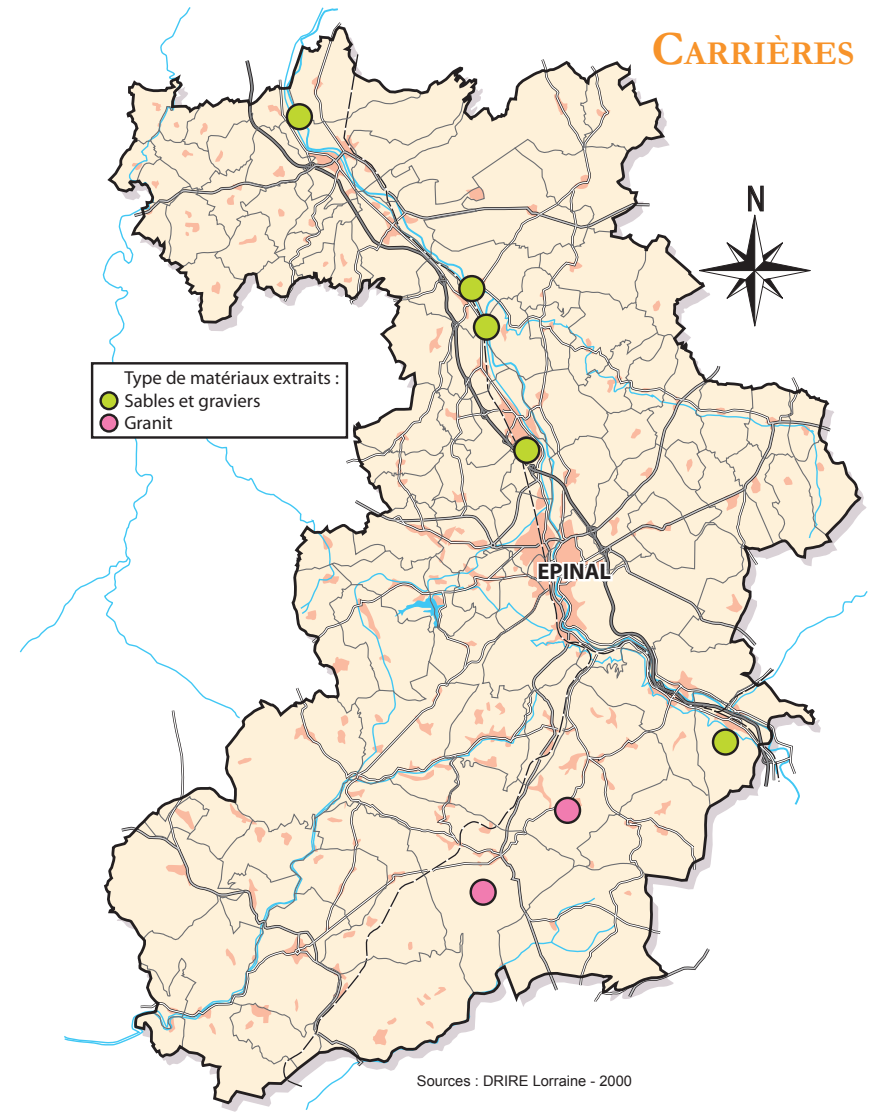 CARRIÈRES
N
Type de matériaux extraits :
Sables et graviers
Granit
EPINAL
Sources : DRIRE Lorraine - 2000